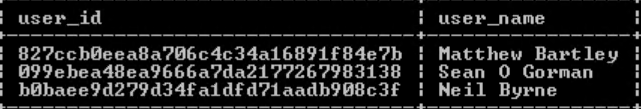 user_id | user_name
827ccb0eea8a706c4c34a16891f84e7b | Matthew Bartley
099ebea48ea9666a7da2177267983138 | Sean O Gorman
b0baee9d279d34fa1dfd71aadb908c3f | Neil Byrne